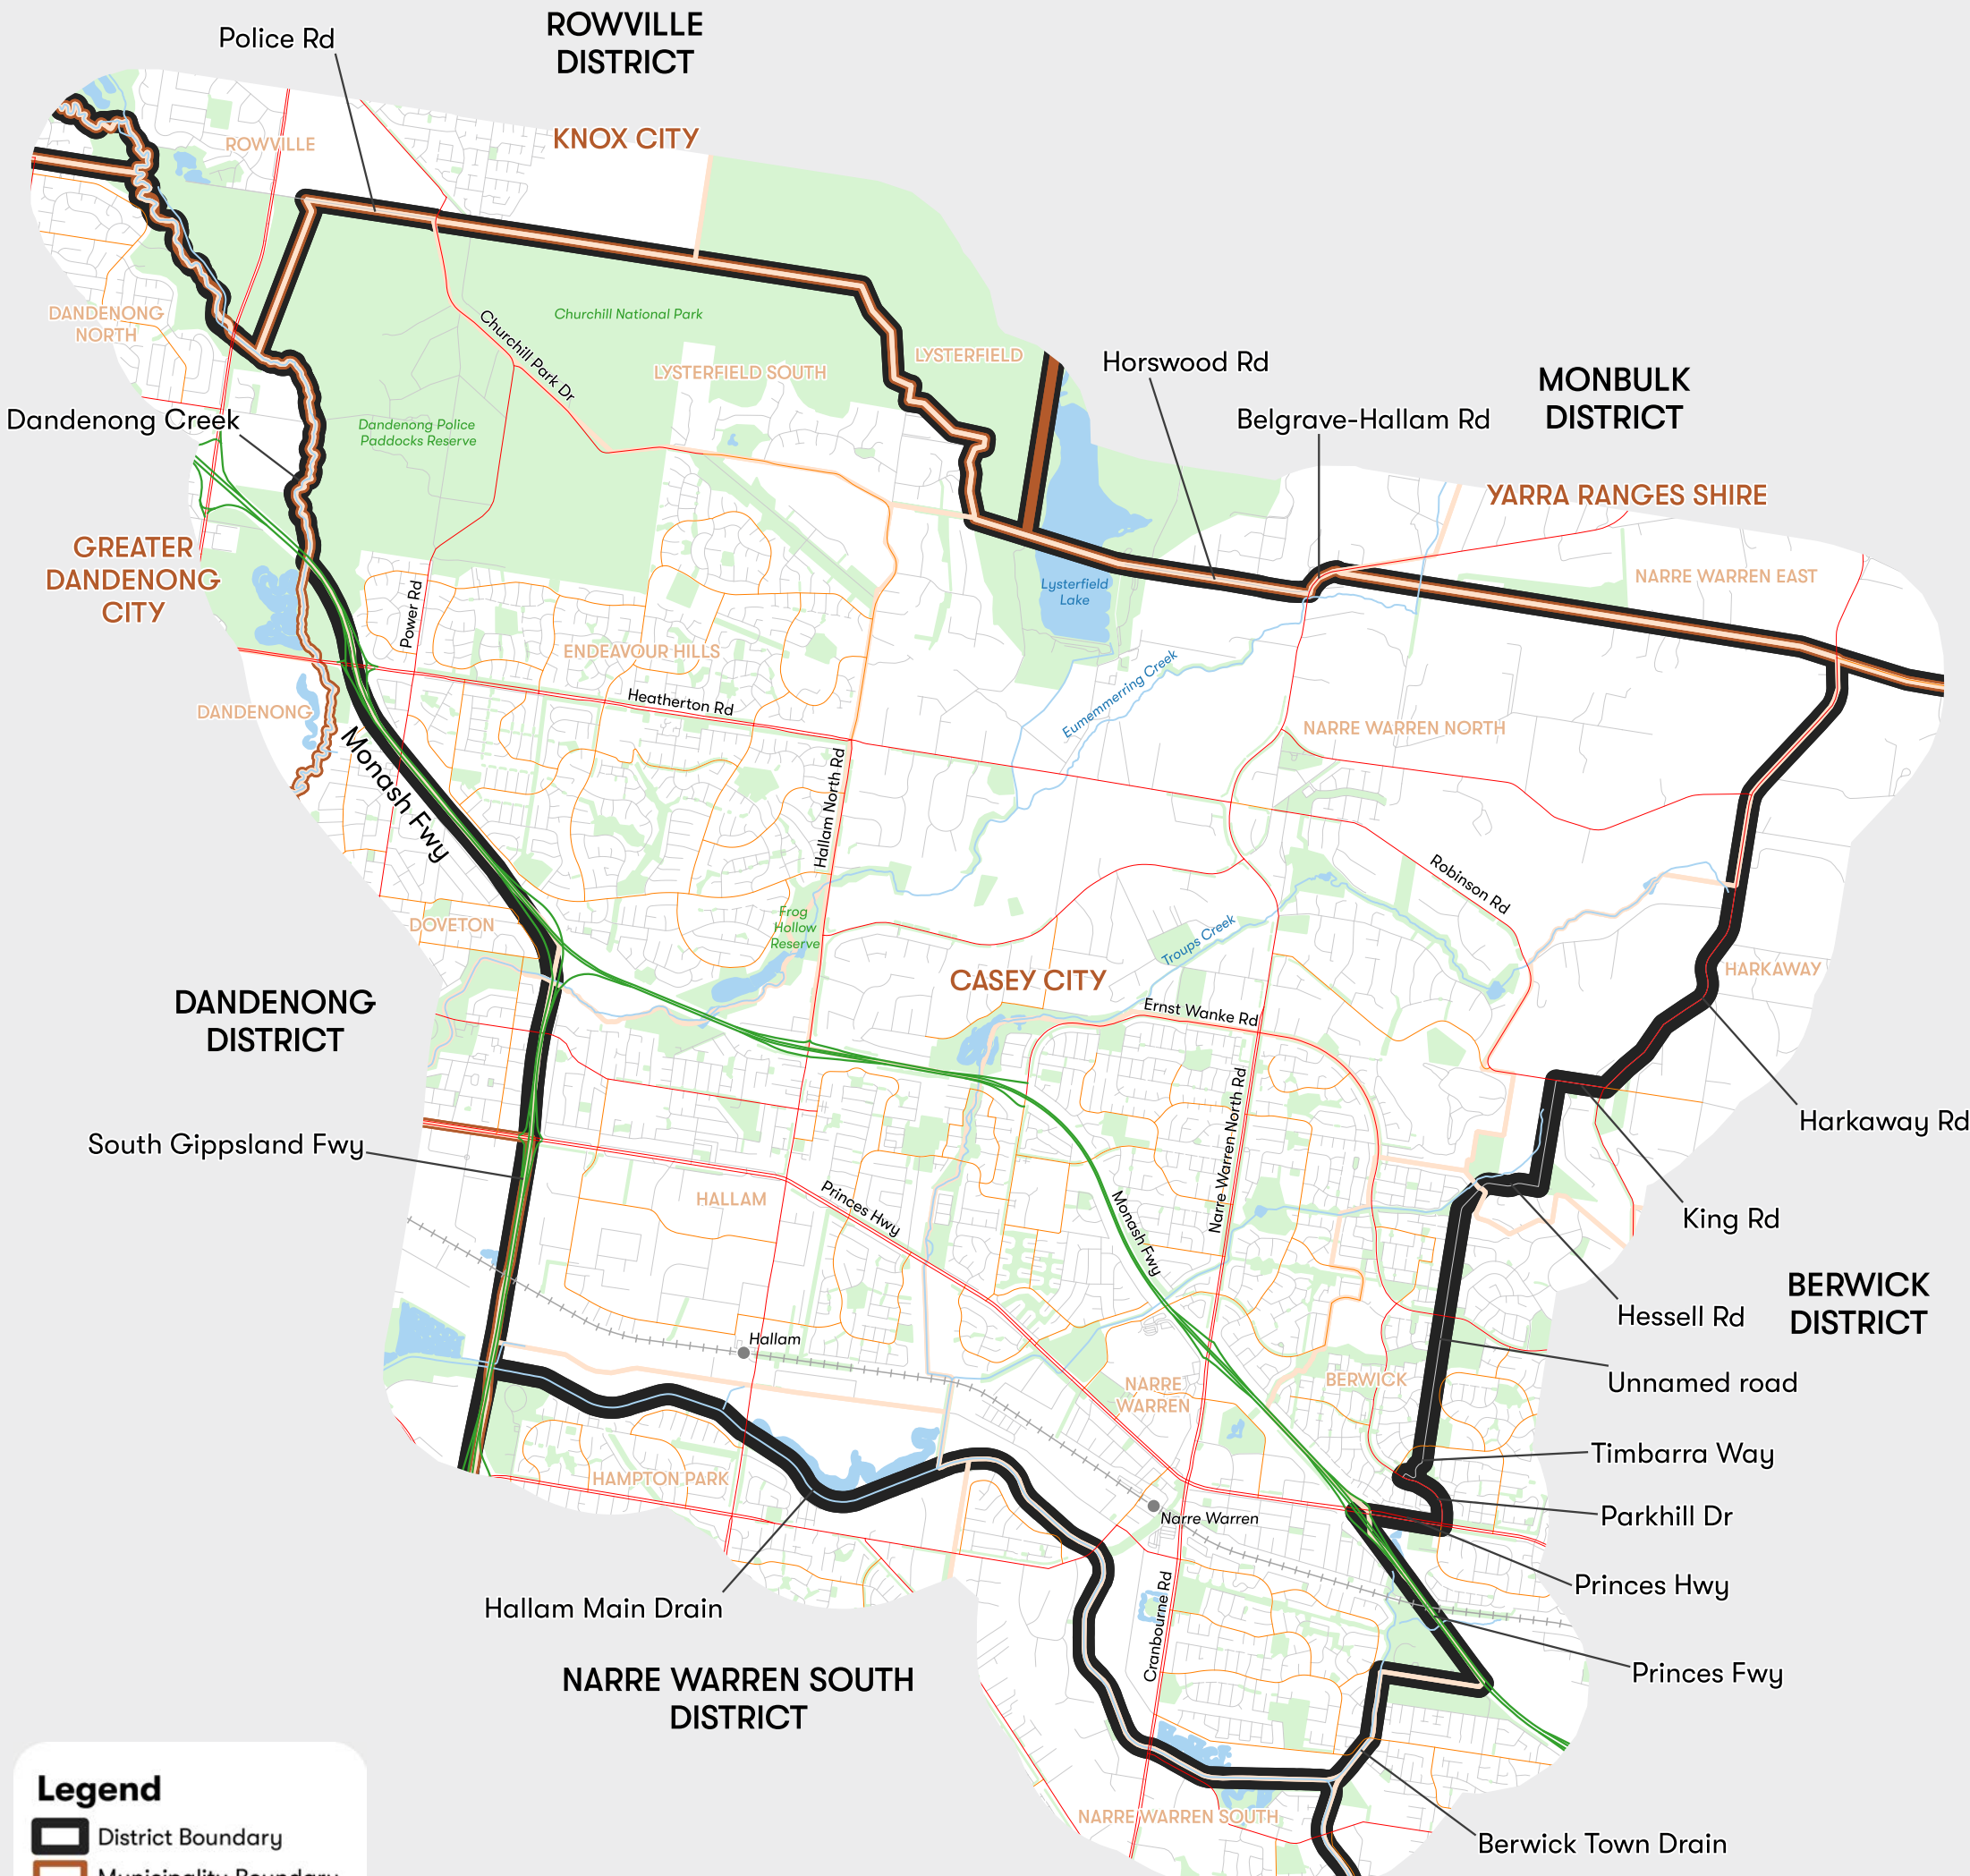 ROWVILLE
DISTRICT
Police Rd
KNOX CITY
ROWVILLE
DANDENONG
NORTH
Churchill National Park
Churchill Park Dr
LYSTERFIELD
LYSTERFIELD SOUTH
Horswood Rd
MONBULK
DISTRICT
Belgrave-Hallam Rd
Dandenong Creek
Dandenong Police
Paddocks Reserve
YARRA RANGES SHIRE
GREATER
DANDENONG
CITY
NARRE WARREN EAST
Lysterfield
Lake
Power Rd
ENDEAVOUR HILLS
Eumemmerring Creek
Heatherton Rd
DANDENONG
NARRE WARREN NORTH
Monash Fwy
Hallam North Rd
Robinson Rd
DOVETON
Frog
Hollow
Reserve
Troups Creek
CASEY CITY
HARKAWAY
DANDENONG
DISTRICT
Ernst Wanke Rd
Narre Warren North Rd
Harkaway Rd
South Gippsland Fwy
HALLAM
Princes Hwy
Monash Fwy
King Rd
BERWICK
DISTRICT
Hessell Rd
Hallam
Unnamed road
NARRE
WARREN
BERWICK
Timbarra Way
HAMPTON PARK
Parkhill Dr
Narre Warren
Princes Hwy
Hallam Main Drain
Cranbourne Rd
Princes Fwy
NARRE WARREN SOUTH
DISTRICT
NARRE WARREN SOUTH
Berwick Town Drain
Legend
District Boundary
Municipality Boundary